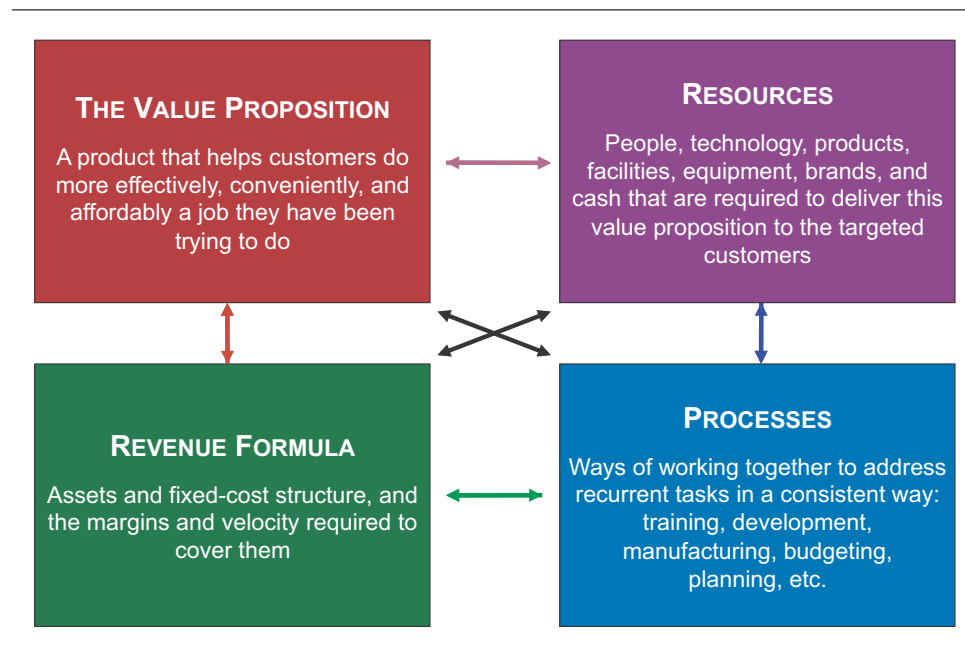 THE VALUE PROPOSITION
A product that helps customers do
more effectively, conveniently, and
affordably a job they have been
trying to do
RESOURCES
People, technology, products,
facilities, equipment, brands, and
cash that are required to deliver this
value proposition to the targeted
customers
REVENUE FORMULA
Assets and fixed-cost structure, and
the margins and velocity required to
cover them
PROCESSES
Ways of working together to address
recurrent tasks in a consistent way:
training, development,
manufacturing, budgeting,
planning, etc.